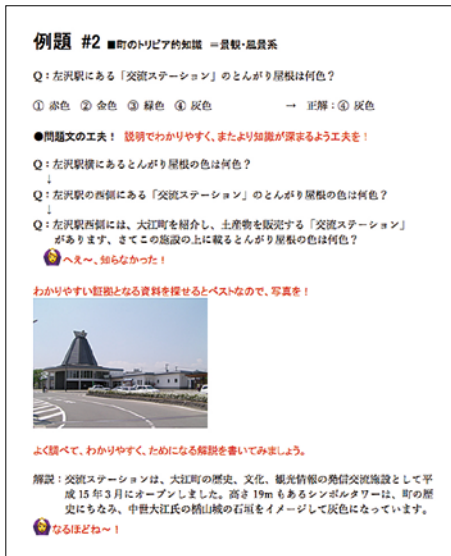 例題 #2 ■町のトリビア的知識 ＝景観・風景系
Q：左沢駅にある「交流ステーション」のとんがり屋根は何色？
① 赤色 ② 金色 ③ 緑色 ④ 灰色 → 正解：④ 灰色
●問題文の工夫！ 説明でわかりやすく、またより知識が深まるよう工夫を！
Q：左沢駅横にあるとんがり屋根の色は何色？
↓
Q：左沢駅の西側にある「交流ステーション」のとんがり屋根の色は何色？
↓
Q：左沢駅西側には、大江町を紹介し、土産物を販売する「交流ステーション」
があります、さてこの施設の上に載るとんがり屋根の色は何色？
へえ〜、知らなかった！
わかりやすい証拠となる資料を探せるとベストなので、写真を！
よく調べて、わかりやすく、ためになる解説を書いてみましょう。
解説：交流ステーションは、大江町の歴史、文化、観光情報の発信交流施設として平
成 15 年 3 月にオープンしました。高さ 19m もあるシンボルタワーは、町の歴
史にちなみ、中世大江氏の楯山城の石垣をイメージして灰色になっています。
なるほどね〜！